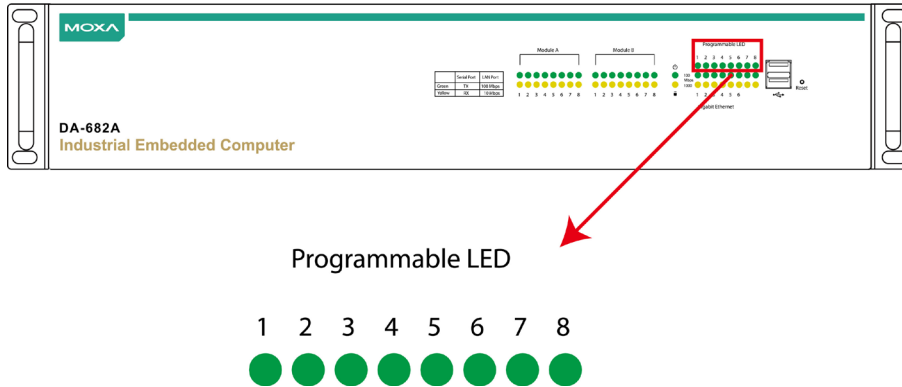 MOXA
Programmable LED
Module A
Module B
1 2 3 4 5 6 7 8
Serial Port LAN Port
Green TX 100 Mbps
Yellow RX 10 Mbps
100
Mbps
1000
Reset
1 2 3 4 5 6 7 8
1 2 3 4 5 6 7 8
1 2 3 4 5 6
Gigabit Ethernet
DA-682A
Industrial Embedded Computer
Programmable LED
1 2 3 4 5 6 7 8